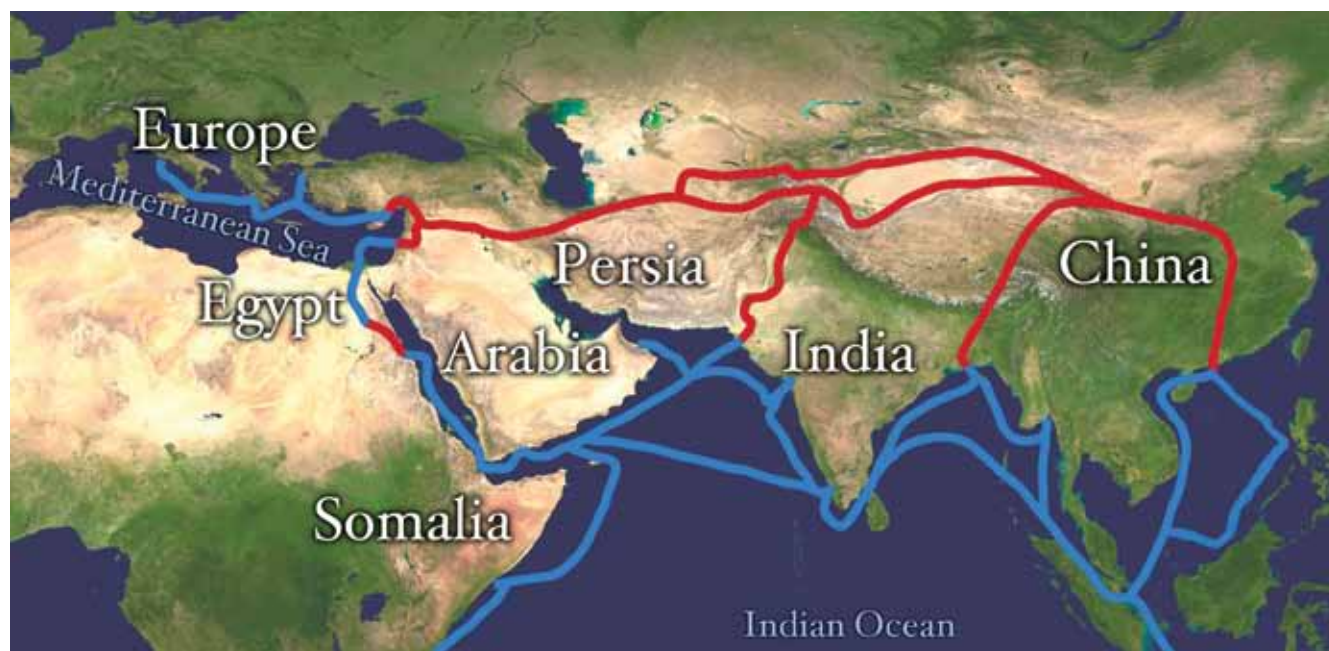 Europe
Mediterranean Sea
Persia
China
Egypt
Arabia
India
Somalia
Indian Ocean